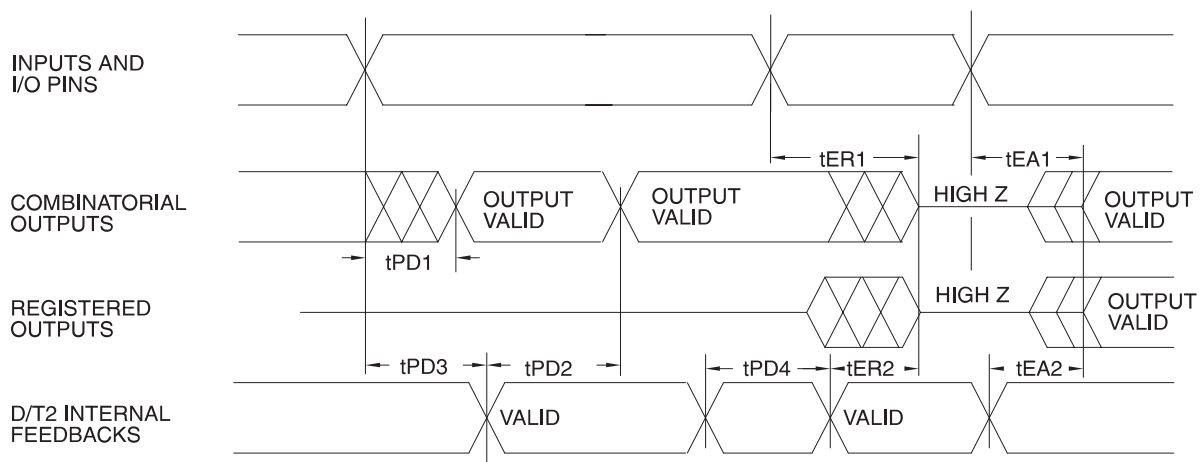 INPUTS AND
I/O PINS
tER1
tEA1
COMBINATORIAL
OUTPUTS
OUTPUT
VALID
OUTPUT
VALID
HIGH Z
OUTPUT
VALID
tPD1
REGISTERED
OUTPUTS
HIGH Z
OUTPUT
VALID
tPD3
tPD2
tPD4
tER2
tEA2
D/T2 INTERNAL
FEEDBACKS
VALID
VALID